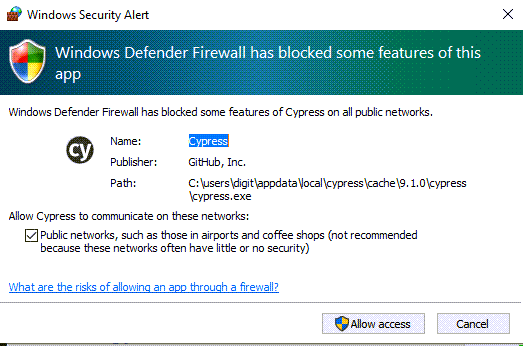 Windows Security Alert
Windows Defender Firewall has blocked some features of this
app
Windows Defender Firewall has blocked some features of Cypress on all public networks.
cy
Name: Cypress
Publisher: GitHub, Inc.
Path: C:\users\digit\appdata\local\cypress\cache\9.1.0\cypress
\cypress.exe
Allow Cypress to communicate on these networks:
Public networks, such as those in airports and coffee shops (not recommended
because these networks often have little or no security)
What are the risks of allowing an app through a firewall?
Allow access Cancel